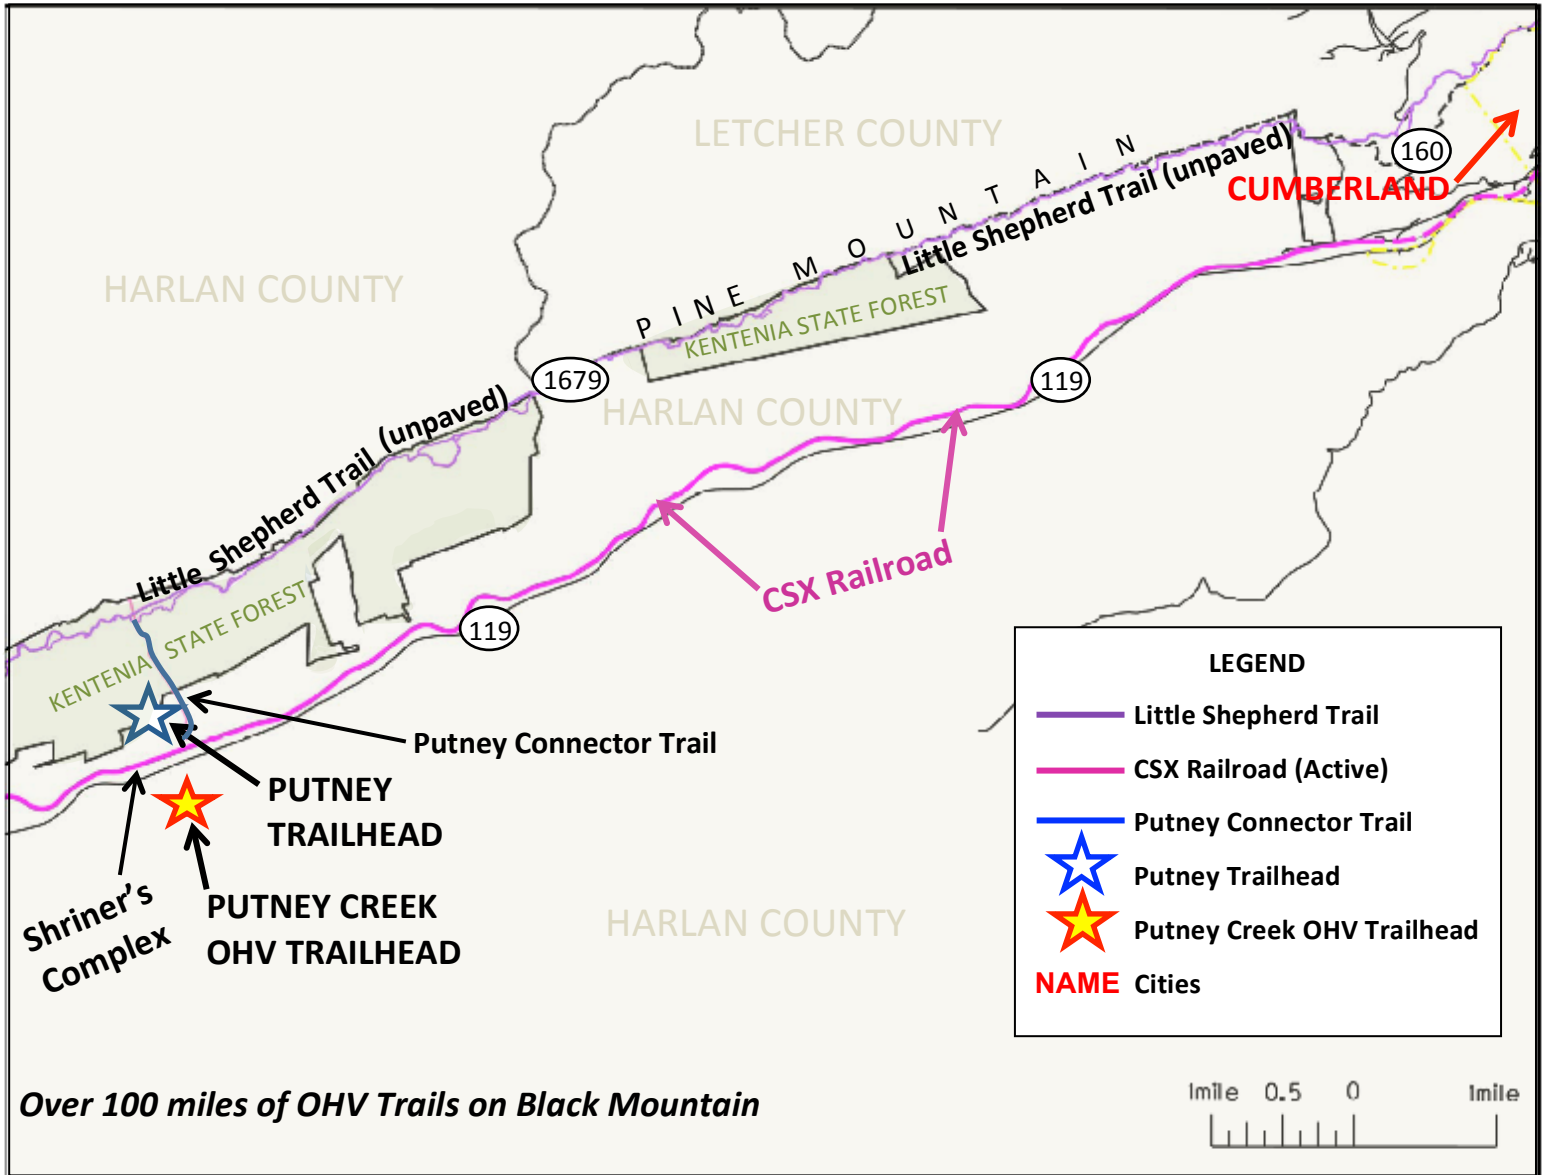 LETCHER COUNTY
160
CUMBERLAND
PINE MOUNTAIN
Little Shepherd Trail (unpaved)
HARLAN COUNTY
KENTENIA STATE FOREST
1679
119
HARLAN COUNTY
Little Shepherd Trail (unpaved)
CSX Railroad
119
KENTENIA STATE FOREST
Putney Connector Trail
PUTNEY
TRAILHEAD
Shriner's
Complex
PUTNEY CREEK
OHV TRAILHEAD
HARLAN COUNTY
LEGEND
Little Shepherd Trail
CSX Railroad (Active)
Putney Connector Trail
Putney Trailhead
Putney Creek OHV Trailhead
NAME Cities
Over 100 miles of OHV Trails on Black Mountain
1mile 0.5 0 1mile